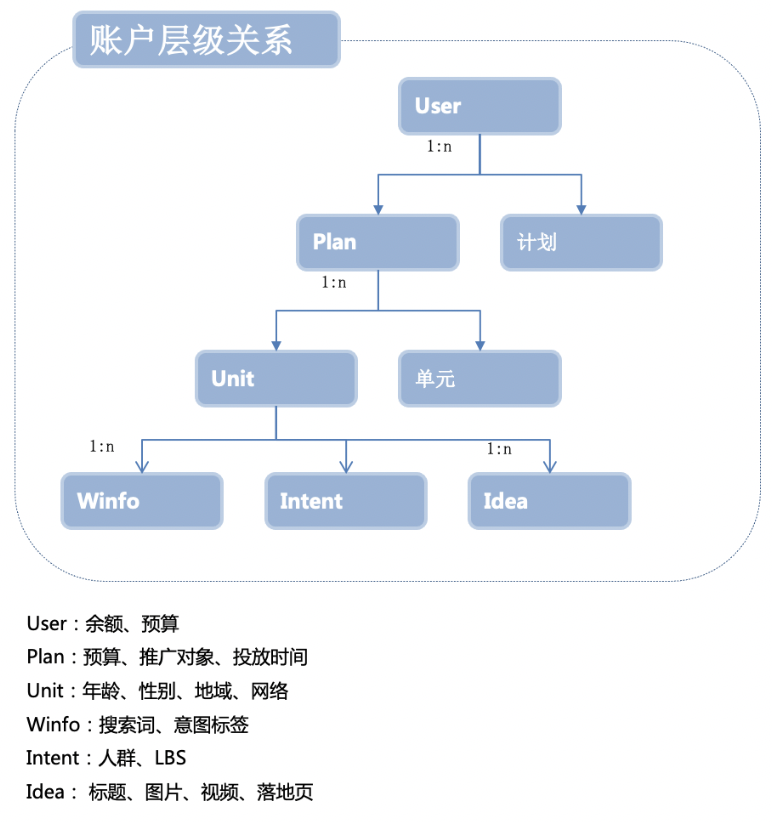 账户层级关系
User
1:n
Plan
计划
1:n
Unit
单元
1:n
1:n
Winfo
Intent
Idea
User：余额、预算
Plan：预算、推广对象、投放时间
Unit：年龄、性别、地域、网络
Winfo：搜索词、意图标签
Intent：人群、LBS
Idea： 标题、图片、视频、落地页